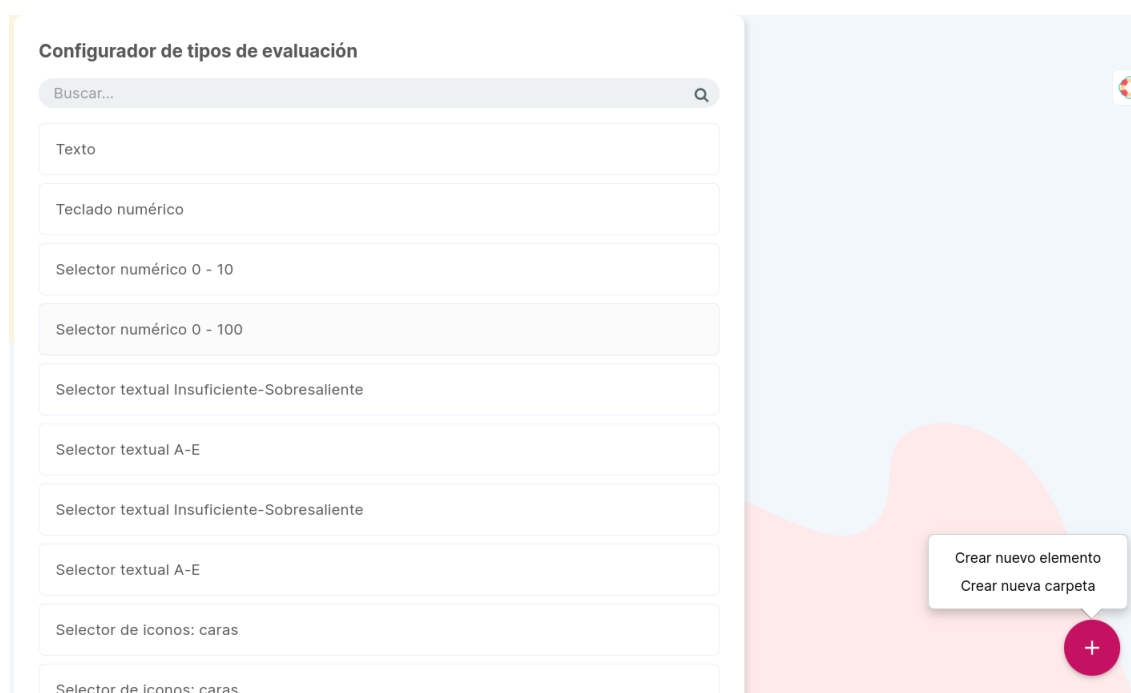 Configurador de tipos de evaluación
Buscar...
Texto
Teclado numérico
Selector numérico 0 - 10
Selector numérico 0 - 100
Selector textual Insuficiente-Sobresaliente
Selector textual A-E
Selector textual Insuficiente-Sobresaliente
Selector textual A-E
Selector de iconos: caras
Selector de iconos: caras
Crear nuevo elemento
Crear nueva carpeta